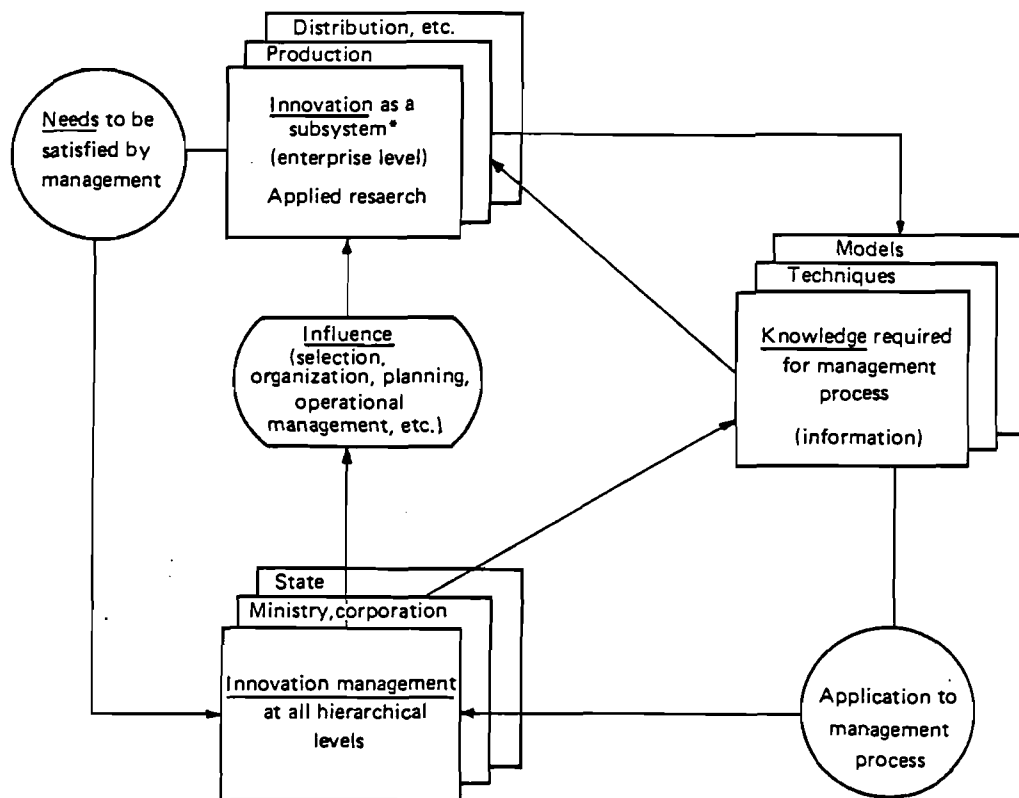 Distribution, etc.
Production
Innovation as a
subsystem*
(enterprise level)
Applied resaerch
Needs to be
satisfied by
management
Models
Techniques
Knowledge required
for management
process
(information)
Influence
(selection,
organization, planning,
operational
management, etc.)
State
Ministry,corporation
Innovation management
at all hierarchical
levels
Application to
management
process